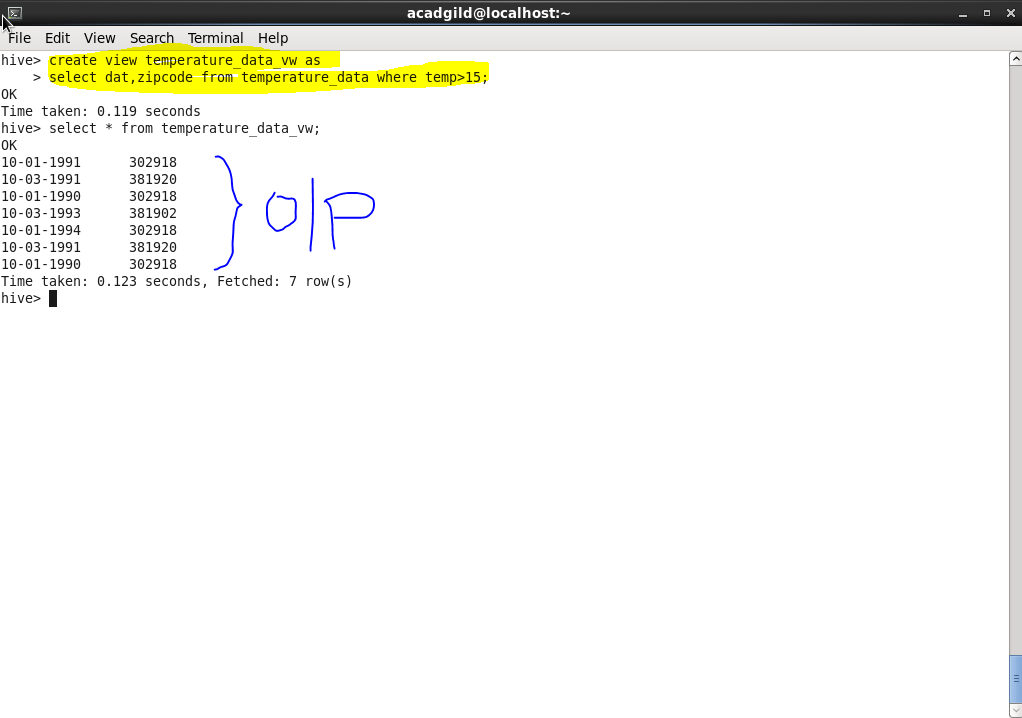 acadgild@localhost:~
File Edit View Search Terminal Help
hive> create view temperature_data_vw as
    > select dat,zipcode from temperature_data where temp>15;
OK
Time taken: 0.119 seconds
hive> select * from temperature_data_vw;
OK
10-01-1991      302918
10-03-1991      381920
10-01-1990      302918
10-03-1993      381902
10-01-1994      302918
10-03-1991      381920
10-01-1990      302918
O|P
Time taken: 0.123 seconds, Fetched: 7 row(s)
hive>